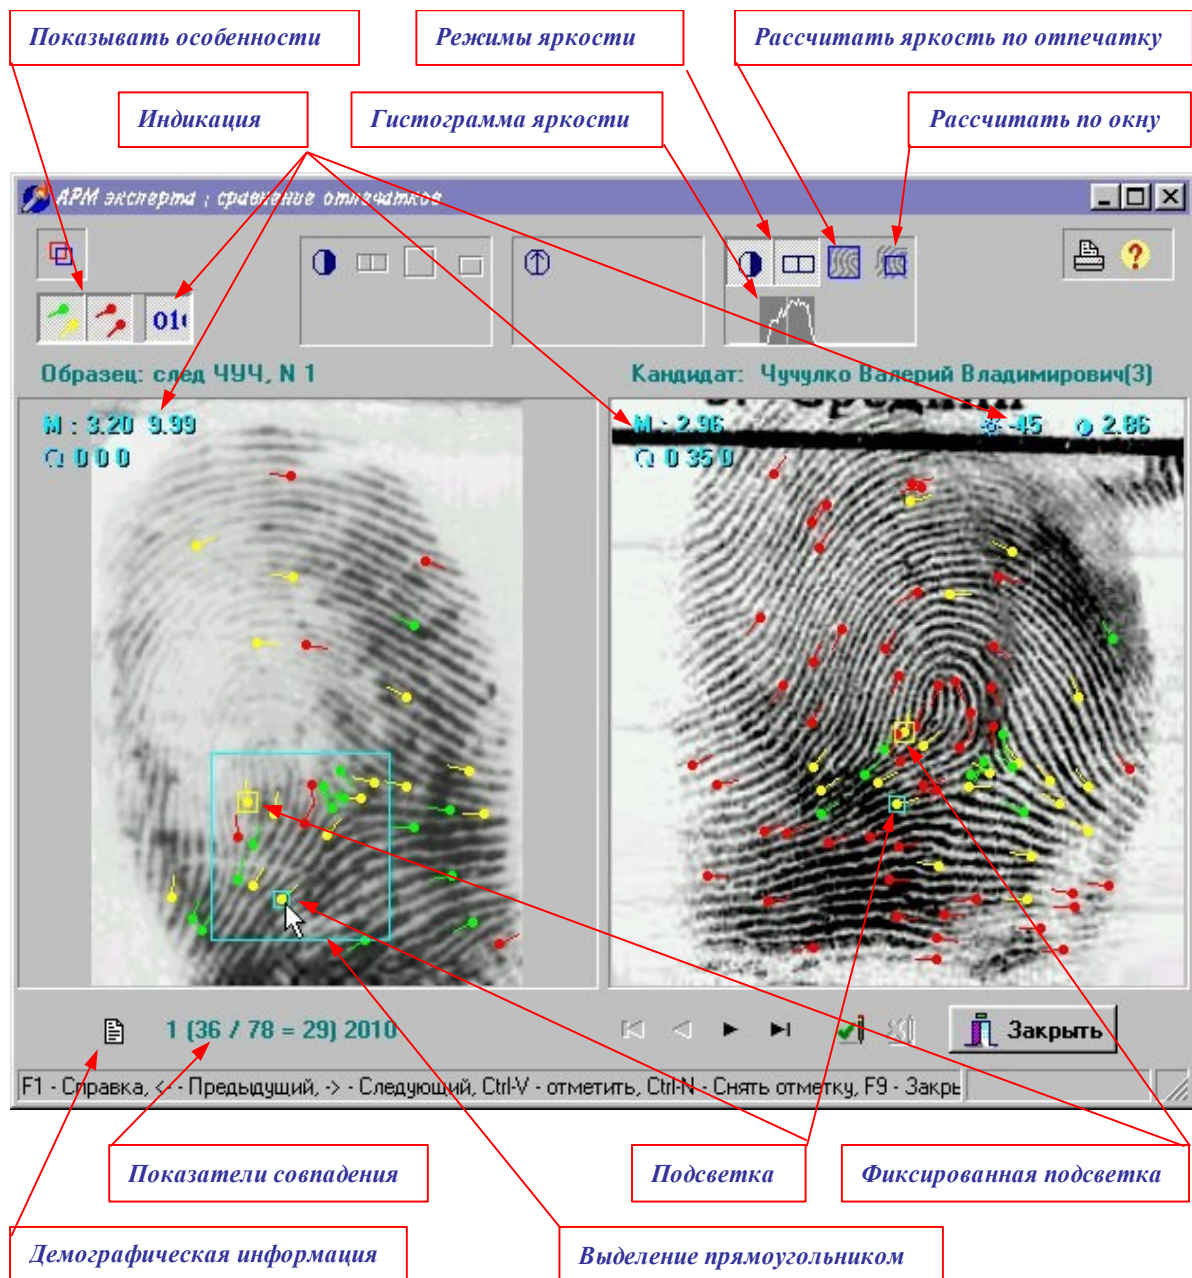 Показывать особенности
Режимы яркости
Рассчитать яркость по отпечатку
Индикация
Гистограмма яркости
Рассчитать по окну
АРМ эксперта ; сравнение отпечатков
Образец: след ЧУЧ, N 1
Кандидат: Чучулко Валерий Владимирович(3)
М : 3.20 9.99
0 0 0
М : 2.96
-45
2.86
0 35 0
1 (36 / 78 = 29) 2010
Закрыть
F1 - Справка, <- - Предыдущий, -> - Следующий, Ctrl-V - отметить, Ctrl-N - Снять отметку, F9 - Закры
Показатели совпадения
Подсветка
Фиксированная подсветка
Демографическая информация
Выделение прямоугольником